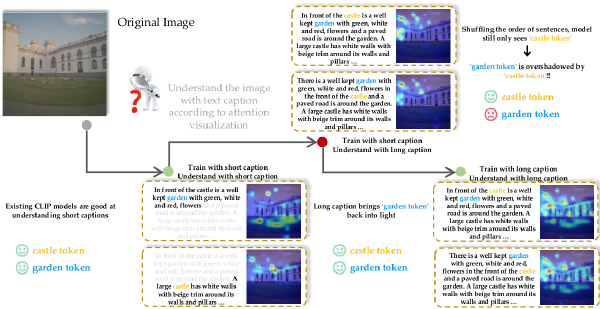 Original Image
Understand the image
with text caption
according to attention
visualization
In front of the castle is a well
kept garden with green, white
and red, flowers and a paved
road is around the garden. A
large castle has white walls
with beige trim around its walls
and pillars ...
There is a well kept garden
with green, white and red, flowers in
the front of the castle and a
paved road is around the garden.
A large castle has white walls
with beige trim around its walls
and pillars ...
Shuffling the order of sentences, model
still only sees 'castle token'
'garden token' is overshadowed by
'castle token'!!
castle token
garden token
Train with short caption
Understand with short caption
Train with short caption
Understand with long caption
Train with long caption
Understand with long caption
Existing CLIP models are good at
understanding short captions
castle token
garden token
In front of the castle is a well
kept garden with green, white
and red, flowers and a paved
road is around the garden. A
large castle has white walls
with beige trim around its walls
and pillars ...
In front of the castle is a well
kept garden with green, white
and red, flowers and a paved
road is around the garden. A
large castle has white walls
with beige trim around its
walls and pillars ...
Long caption brings 'garden token'
back into light
castle token
garden token
In front of the castle is a well
kept garden with green, white
and red, flowers and a paved
road is around the garden. A
large castle has white walls
with beige trim around its walls
and pillars ...
There is a well kept garden
with green, white and red,
flowers in the front of the castle
and a paved road is around the
garden. A large castle has white
walls with beige trim around its
walls and pillars ...